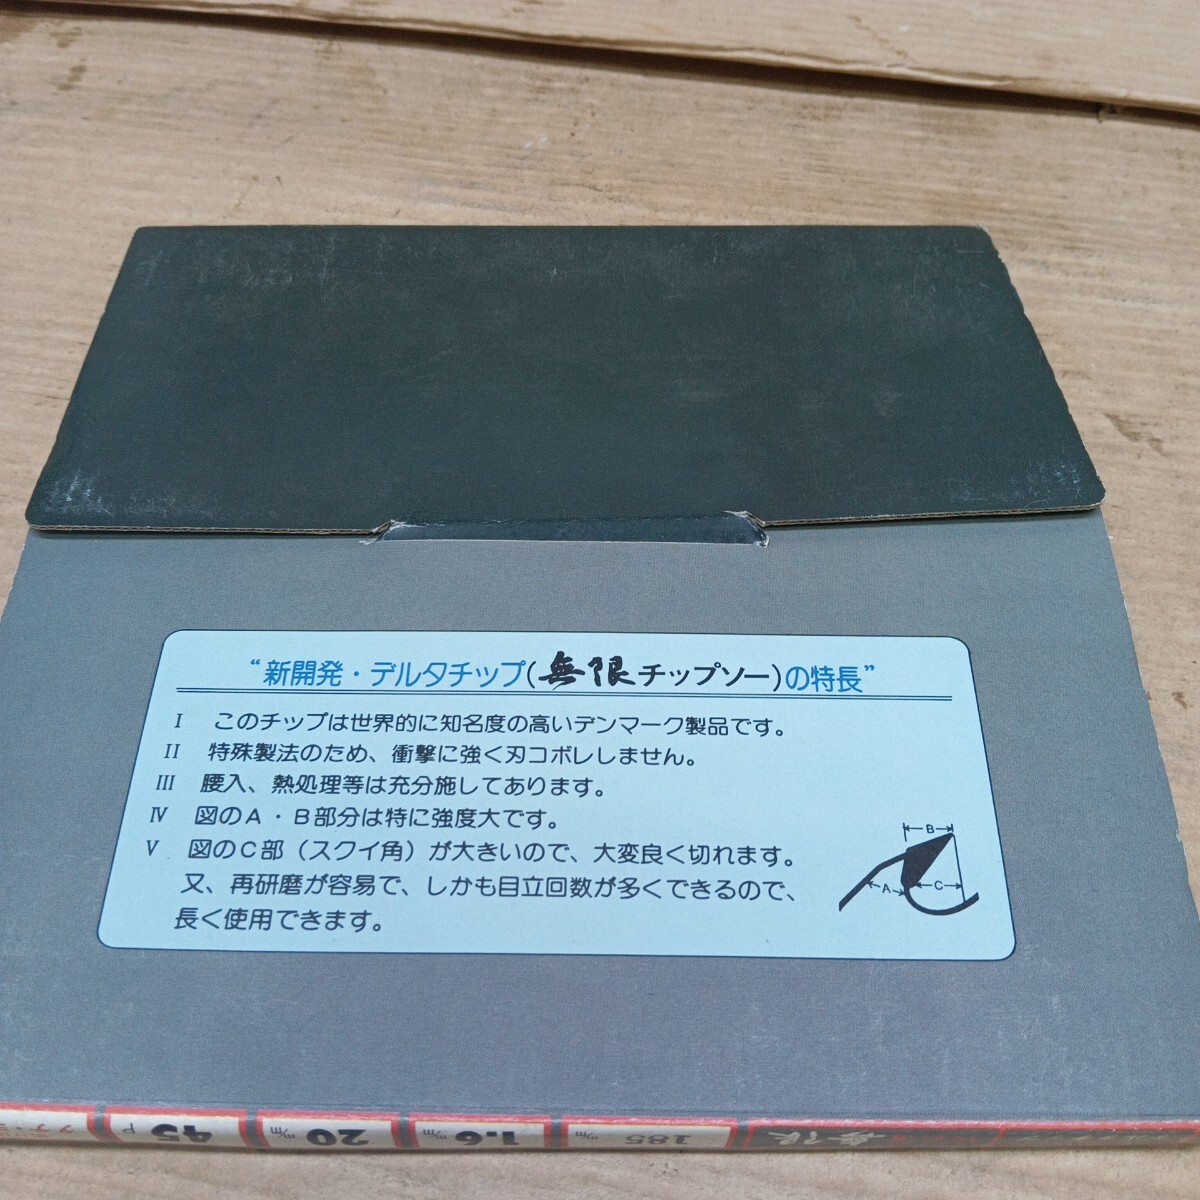 “新開発・デルタチップ(無限チップソー)の特長”
I このチップは世界的に知名度の高いデンマーク製品です。
II 特殊製法のため、衝撃に強く刃コボレしません。
III 腰入、熱処理等は充分施してあります。
IV 図のA・B部分は特に強度大です。
V 図のC部（スクイ角）が大きいので、大変良く切れます。
又、再研磨が容易で、しかも目立回数が多くできるので、
長く使用できます。
B
A
C
無限
185
1.6
20
45
P